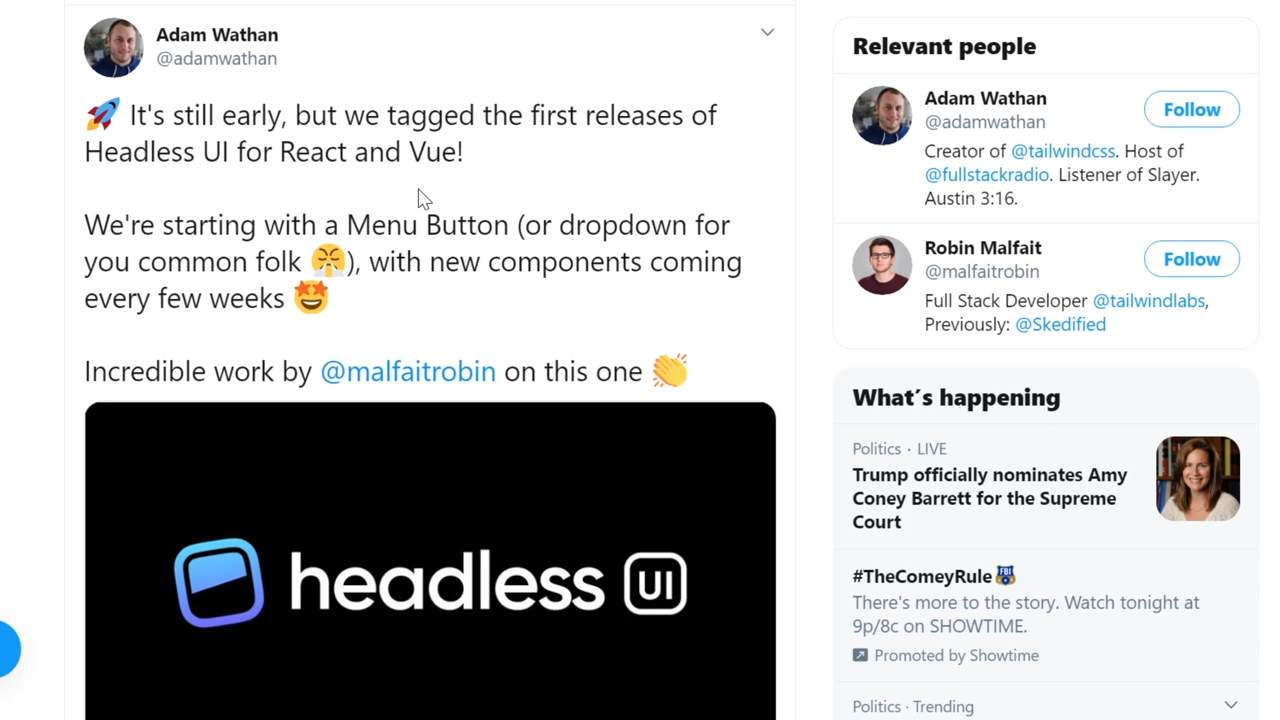 Adam Wathan
@adamwathan
🚀 It's still early, but we tagged the first releases of
Headless UI for React and Vue!
We're starting with a Menu Button (or dropdown for
you common folk 😤), with new components coming
every few weeks 🤩
Incredible work by @malfaitrobin on this one 👏
headless UI
Relevant people
Adam Wathan
@adamwathan
Follow
Creator of @tailwindcss. Host of
@fullstackradio. Listener of Slayer.
Austin 3:16.
Robin Malfait
@malfaitrobin
Follow
Full Stack Developer @tailwindlabs,
Previously: @Skedified
What´s happening
Politics · LIVE
Trump officially nominates Amy
Coney Barrett for the Supreme
Court
#TheComeyRule
FBI
There's more to the story. Watch tonight at
9p/8c on SHOWTIME.
Promoted by Showtime
Politics · Trending